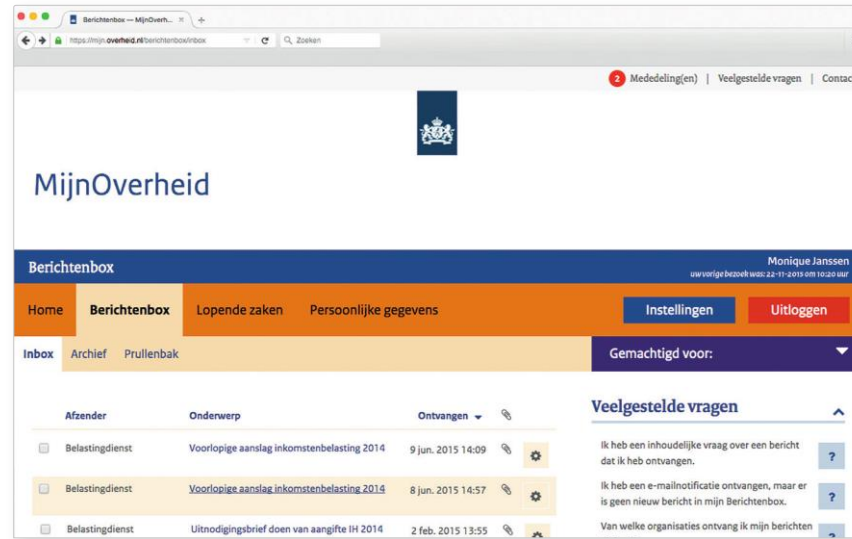 Berichtenbox — MijnOverh...
https://mijn.overheid.nl/berichtenbox/inbox
Zoeken
2 Mededeling(en) | Veelgestelde vragen | Contac
MijnOverheid
Berichtenbox
Monique Janssen
uw vorige bezoek was: 22-11-2015 om 10:20 uur
Home Berichtenbox Lopende zaken Persoonlijke gegevens Instellingen Uitloggen
Inbox Archief Prullenbak Gemachtigd voor:
Afzender Onderwerp Ontvangen
Belastingdienst Voorlopige aanslag inkomstenbelasting 2014 9 jun. 2015 14:09
Belastingdienst Voorlopige aanslag inkomstenbelasting 2014 8 jun. 2015 14:57
Belastingdienst Uitnodigingsbrief doen van aangifte IH 2014 2 feb. 2015 13:55
Veelgestelde vragen
Ik heb een inhoudelijke vraag over een bericht
dat ik heb ontvangen.
?
Ik heb een e-mailnotificatie ontvangen, maar er
is geen nieuw bericht in mijn Berichtenbox.
?
Van welke organisaties ontvang ik mijn berichten